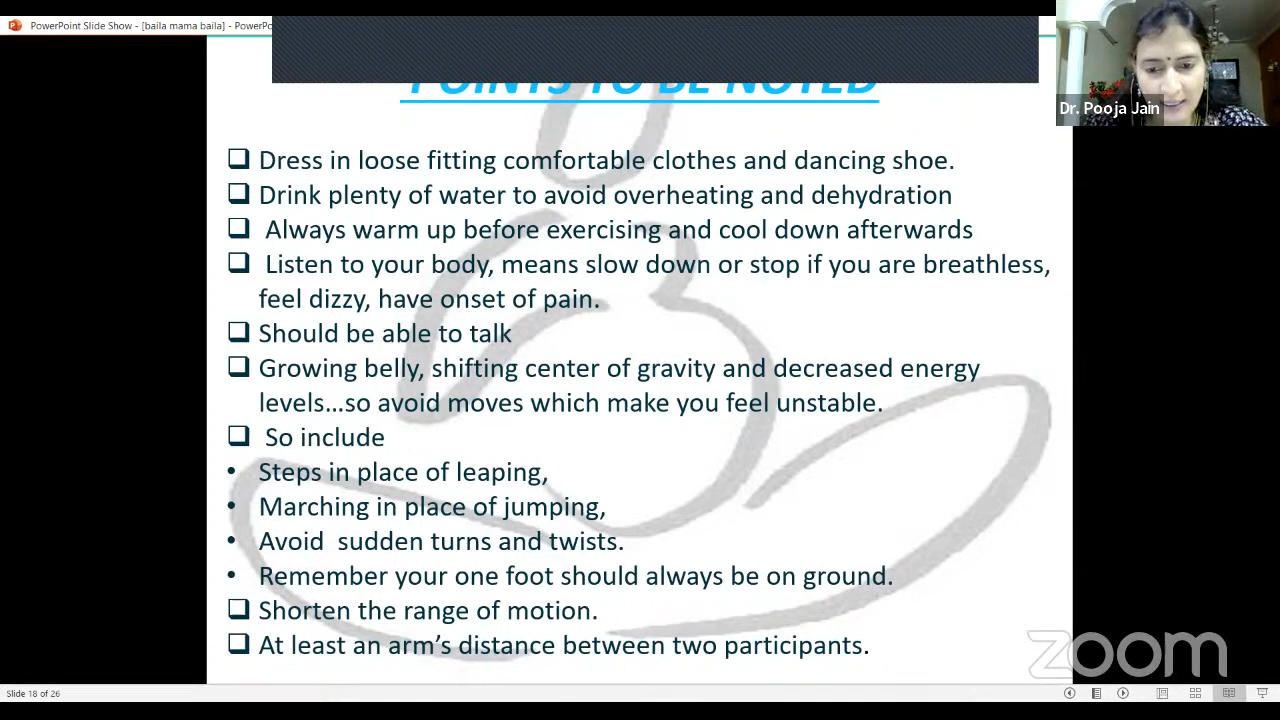 PowerPoint Slide Show - [baila mama baila] - PowerPo
POINTS TO BE NOTED
Dr. Pooja Jain
❑ Dress in loose fitting comfortable clothes and dancing shoe.
❑ Drink plenty of water to avoid overheating and dehydration
❑ Always warm up before exercising and cool down afterwards
❑ Listen to your body, means slow down or stop if you are breathless,
feel dizzy, have onset of pain.
❑ Should be able to talk
❑ Growing belly, shifting center of gravity and decreased energy
levels...so avoid moves which make you feel unstable.
❑ So include
• Steps in place of leaping,
• Marching in place of jumping,
• Avoid sudden turns and twists.
• Remember your one foot should always be on ground.
❑ Shorten the range of motion.
❑ At least an arm’s distance between two participants.
zoom
Slide 18 of 26